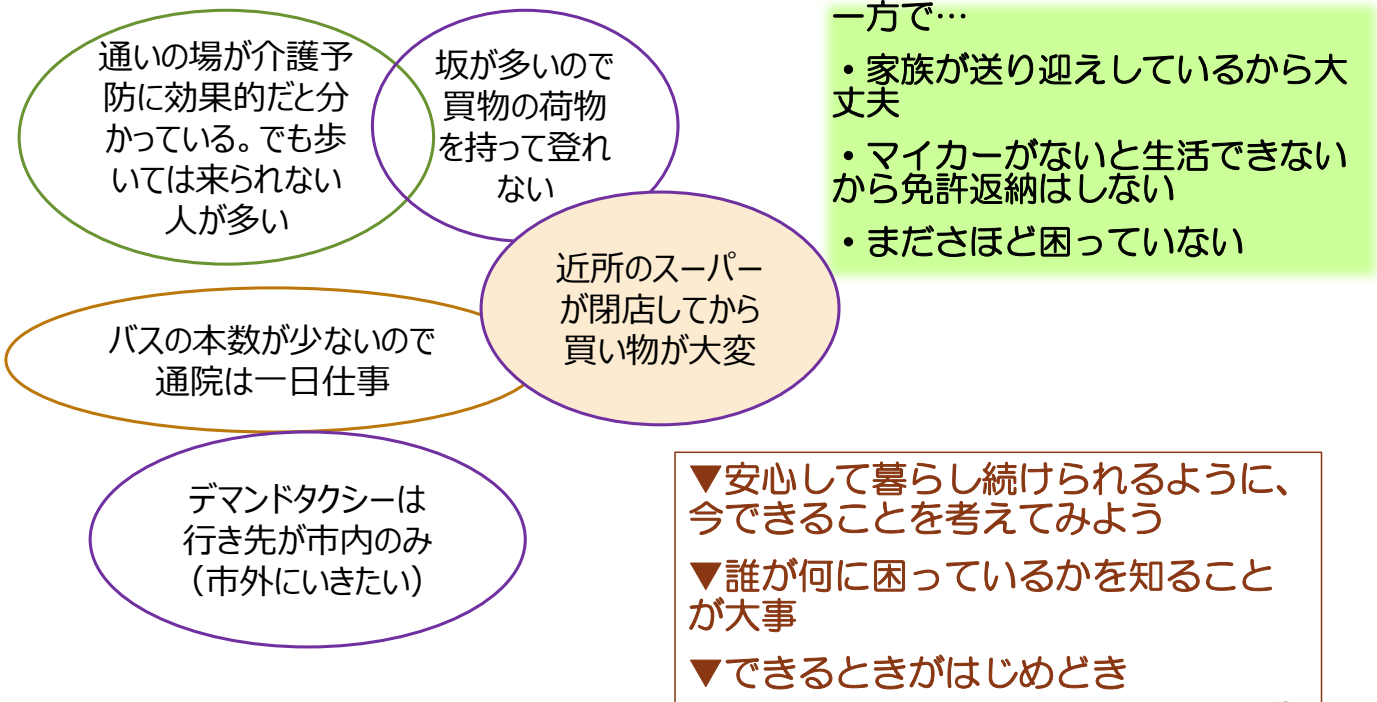 通いの場が介護予
防に効果的だと分
かっている。でも歩
いては来られない
人が多い
坂が多いので
買物の荷物
を持って登れ
ない
近所のスーパー
が閉店してから
買い物が大変
バスの本数が少ないので
通院は一日仕事
デマンドタクシーは
行き先が市内のみ
（市外にいきたい）
一方で…
・家族が送り迎えしているから大
丈夫
・マイカーがないと生活できない
から免許返納はしない
・まださほど困っていない
▼安心して暮らし続けられるように、
今できることを考えてみよう
▼誰が何に困っているかを知ること
が大事
▼できるときがはじめどき